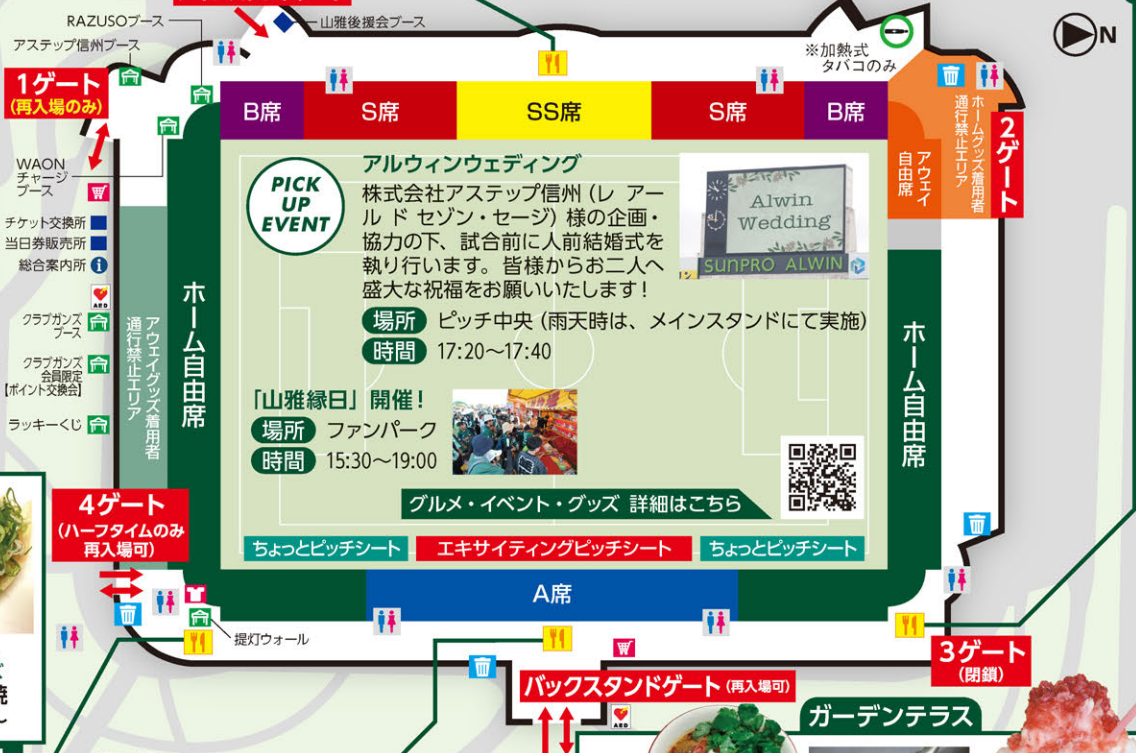 RAZUSOブース
山雅後援会ブース
アステップ信州ブース
※加熱式
タバコのみ
N
1ゲート
(再入場のみ)
B席
S席
SS席
S席
B席
ホームグッズ着用者
通行禁止エリア
2ゲート
アウェイ
自由席
WAON
チャージ
ブース
チケット交換所
当日券販売所
総合案内所
i
AED
クラブガンズ
ブース
クラブガンズ
会員限定
【ポイント交換会】
ラッキーくじ
アウェイグッズ着用者
通行禁止エリア
ホーム自由席
PICK
UP
EVENT
アルウィンウェディング
株式会社アステップ信州（レ アー
ル ド セゾン・セージ）様の企画・
協力の下、試合前に人前結婚式を
執り行います。皆様からお二人へ
盛大な祝福をお願いいたします！
Alwin
Wedding
SUNPRO ALWIN
場所 ピッチ中央（雨天時は、メインスタンドにて実施）
時間 17:20～17:40
「山雅縁日」開催！
場所 ファンパーク
時間 15:30～19:00
グルメ・イベント・グッズ 詳細はこちら
ホーム自由席
ちょっとピッチシート
エキサイティングピッチシート
ちょっとピッチシート
4ゲート
(ハーフタイムのみ
再入場可)
A席
提灯ウォール
3ゲート
(閉鎖)
バックスタンドゲート(再入場可)
AED
ガーデンテラス